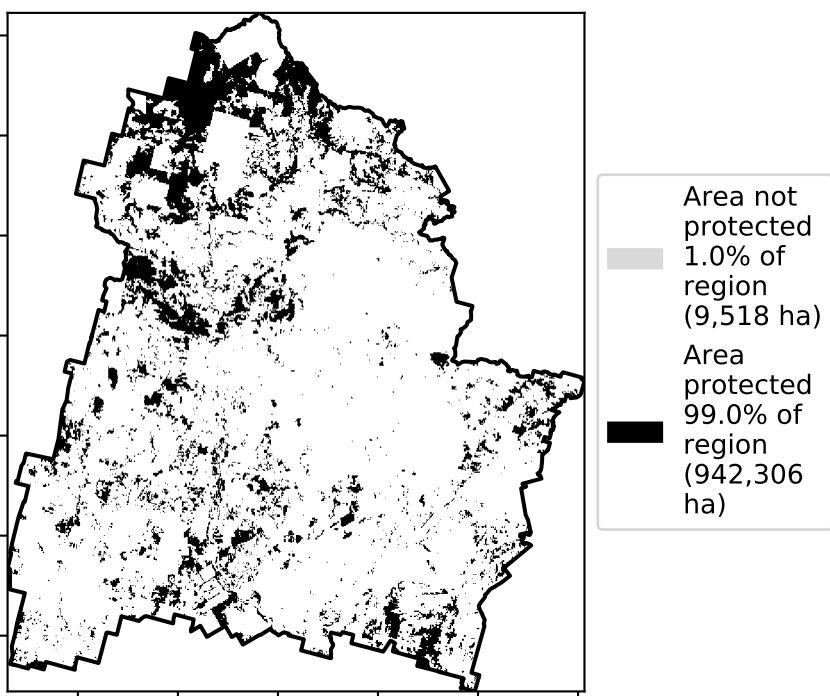 Area not
protected
1.0% of
region
(9,518 ha)
Area
protected
99.0% of
region
(942,306
ha)